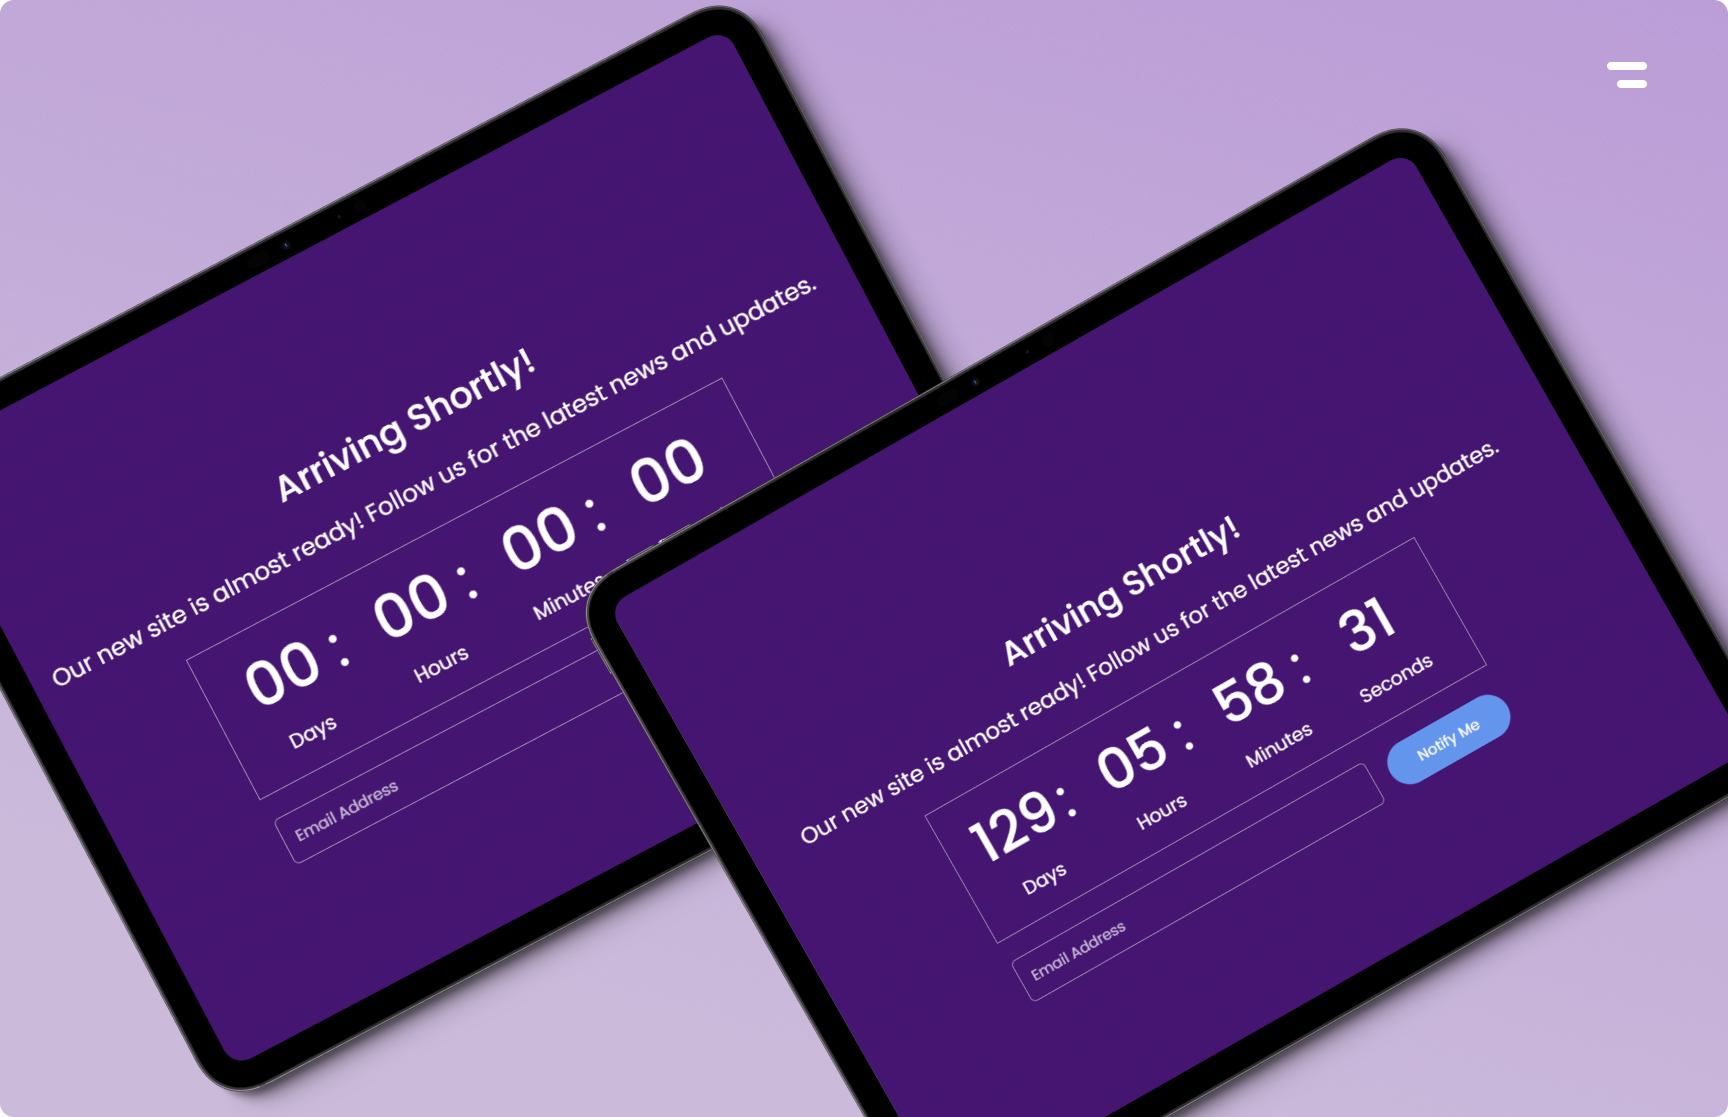 Arriving Shortly!
Our new site is almost ready! Follow us for the latest news and updates.
00 : 00 : 00 : 00
Days Hours Minutes
Email Address
Arriving Shortly!
Our new site is almost ready! Follow us for the latest news and updates.
129 : 05 : 58 : 31
Days Hours Minutes Seconds
Email Address
Notify Me